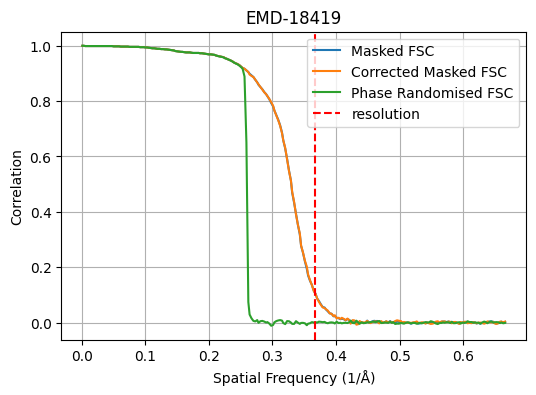 EMD-18419
Masked FSC
Corrected Masked FSC
Phase Randomised FSC
resolution
Correlation
1.0
0.8
0.6
0.4
0.2
0.0
0.0 0.1 0.2 0.3 0.4 0.5 0.6
Spatial Frequency (1/Å)